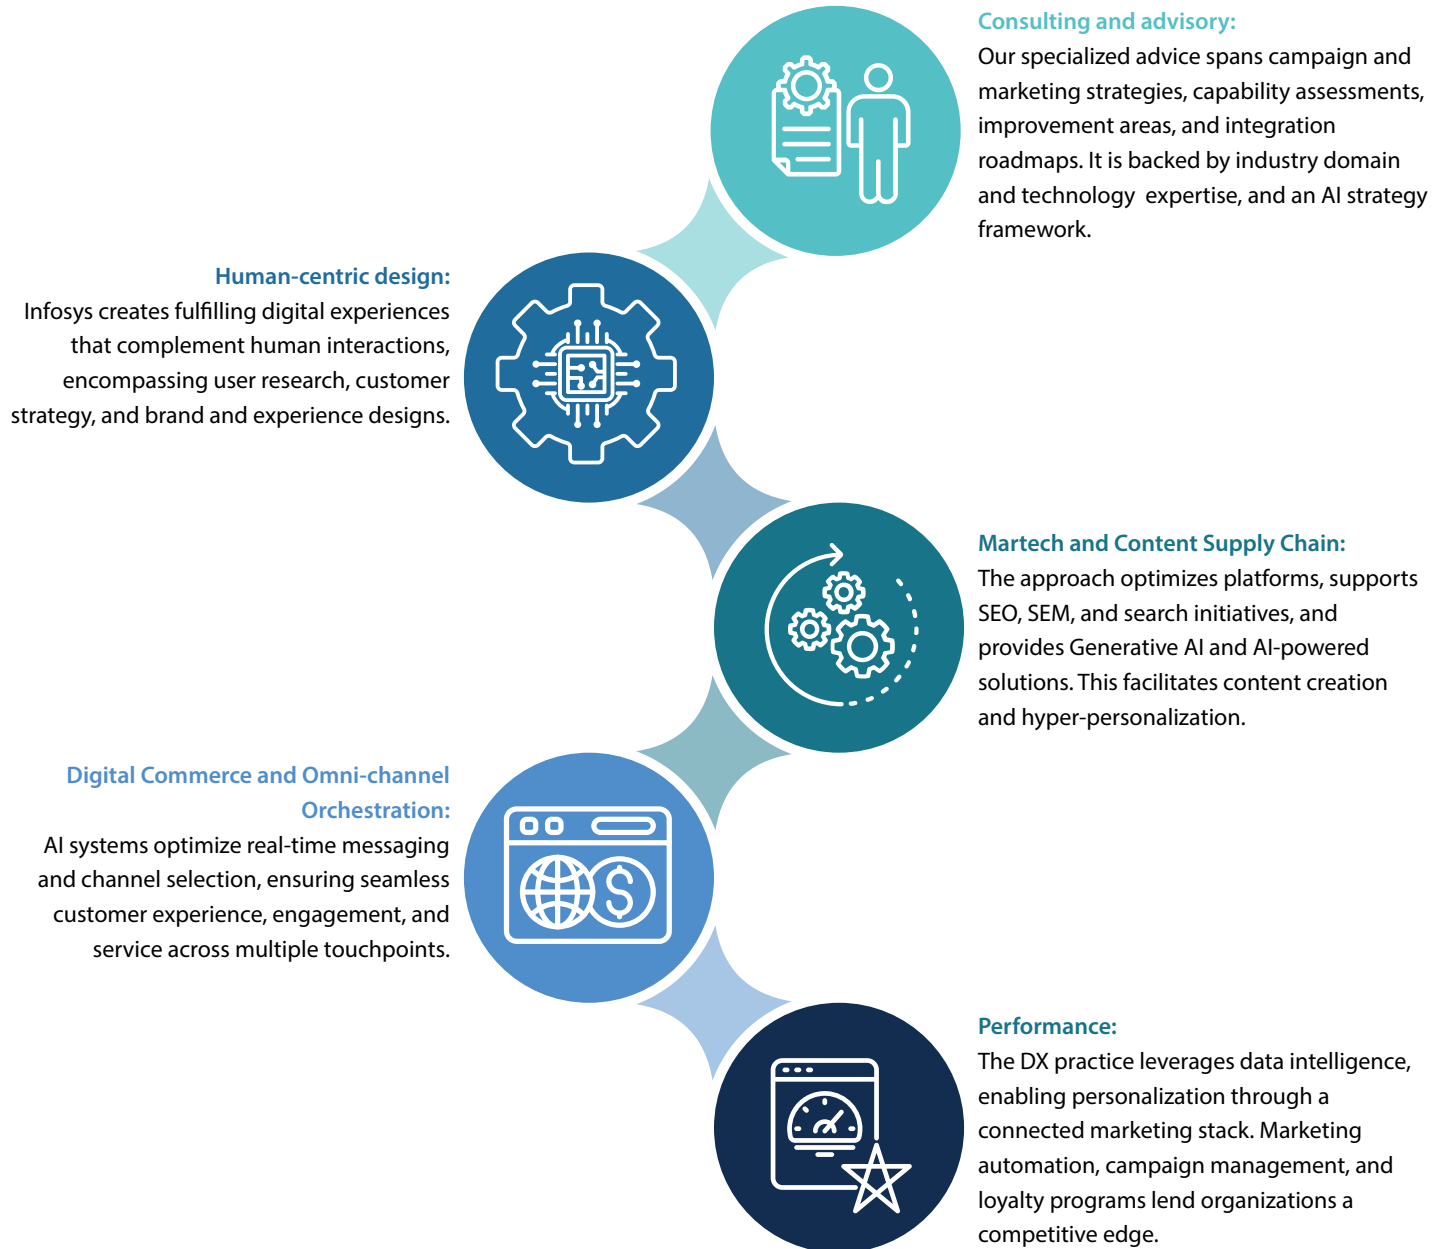 Consulting and advisory:
Our specialized advice spans campaign and
marketing strategies, capability assessments,
improvement areas, and integration
roadmaps. It is backed by industry domain
and technology  expertise, and an AI strategy
framework.
Human-centric design:
Infosys creates fulfilling digital experiences
that complement human interactions,
encompassing user research, customer
strategy, and brand and experience designs.
Martech and Content Supply Chain:
The approach optimizes platforms, supports
SEO, SEM, and search initiatives, and
provides Generative AI and AI-powered
solutions. This facilitates content creation
and hyper-personalization.
Digital Commerce and Omni-channel
Orchestration:
AI systems optimize real-time messaging
and channel selection, ensuring seamless
customer experience, engagement, and
service across multiple touchpoints.
$
Performance:
The DX practice leverages data intelligence,
enabling personalization through a
connected marketing stack. Marketing
automation, campaign management, and
loyalty programs lend organizations a
competitive edge.